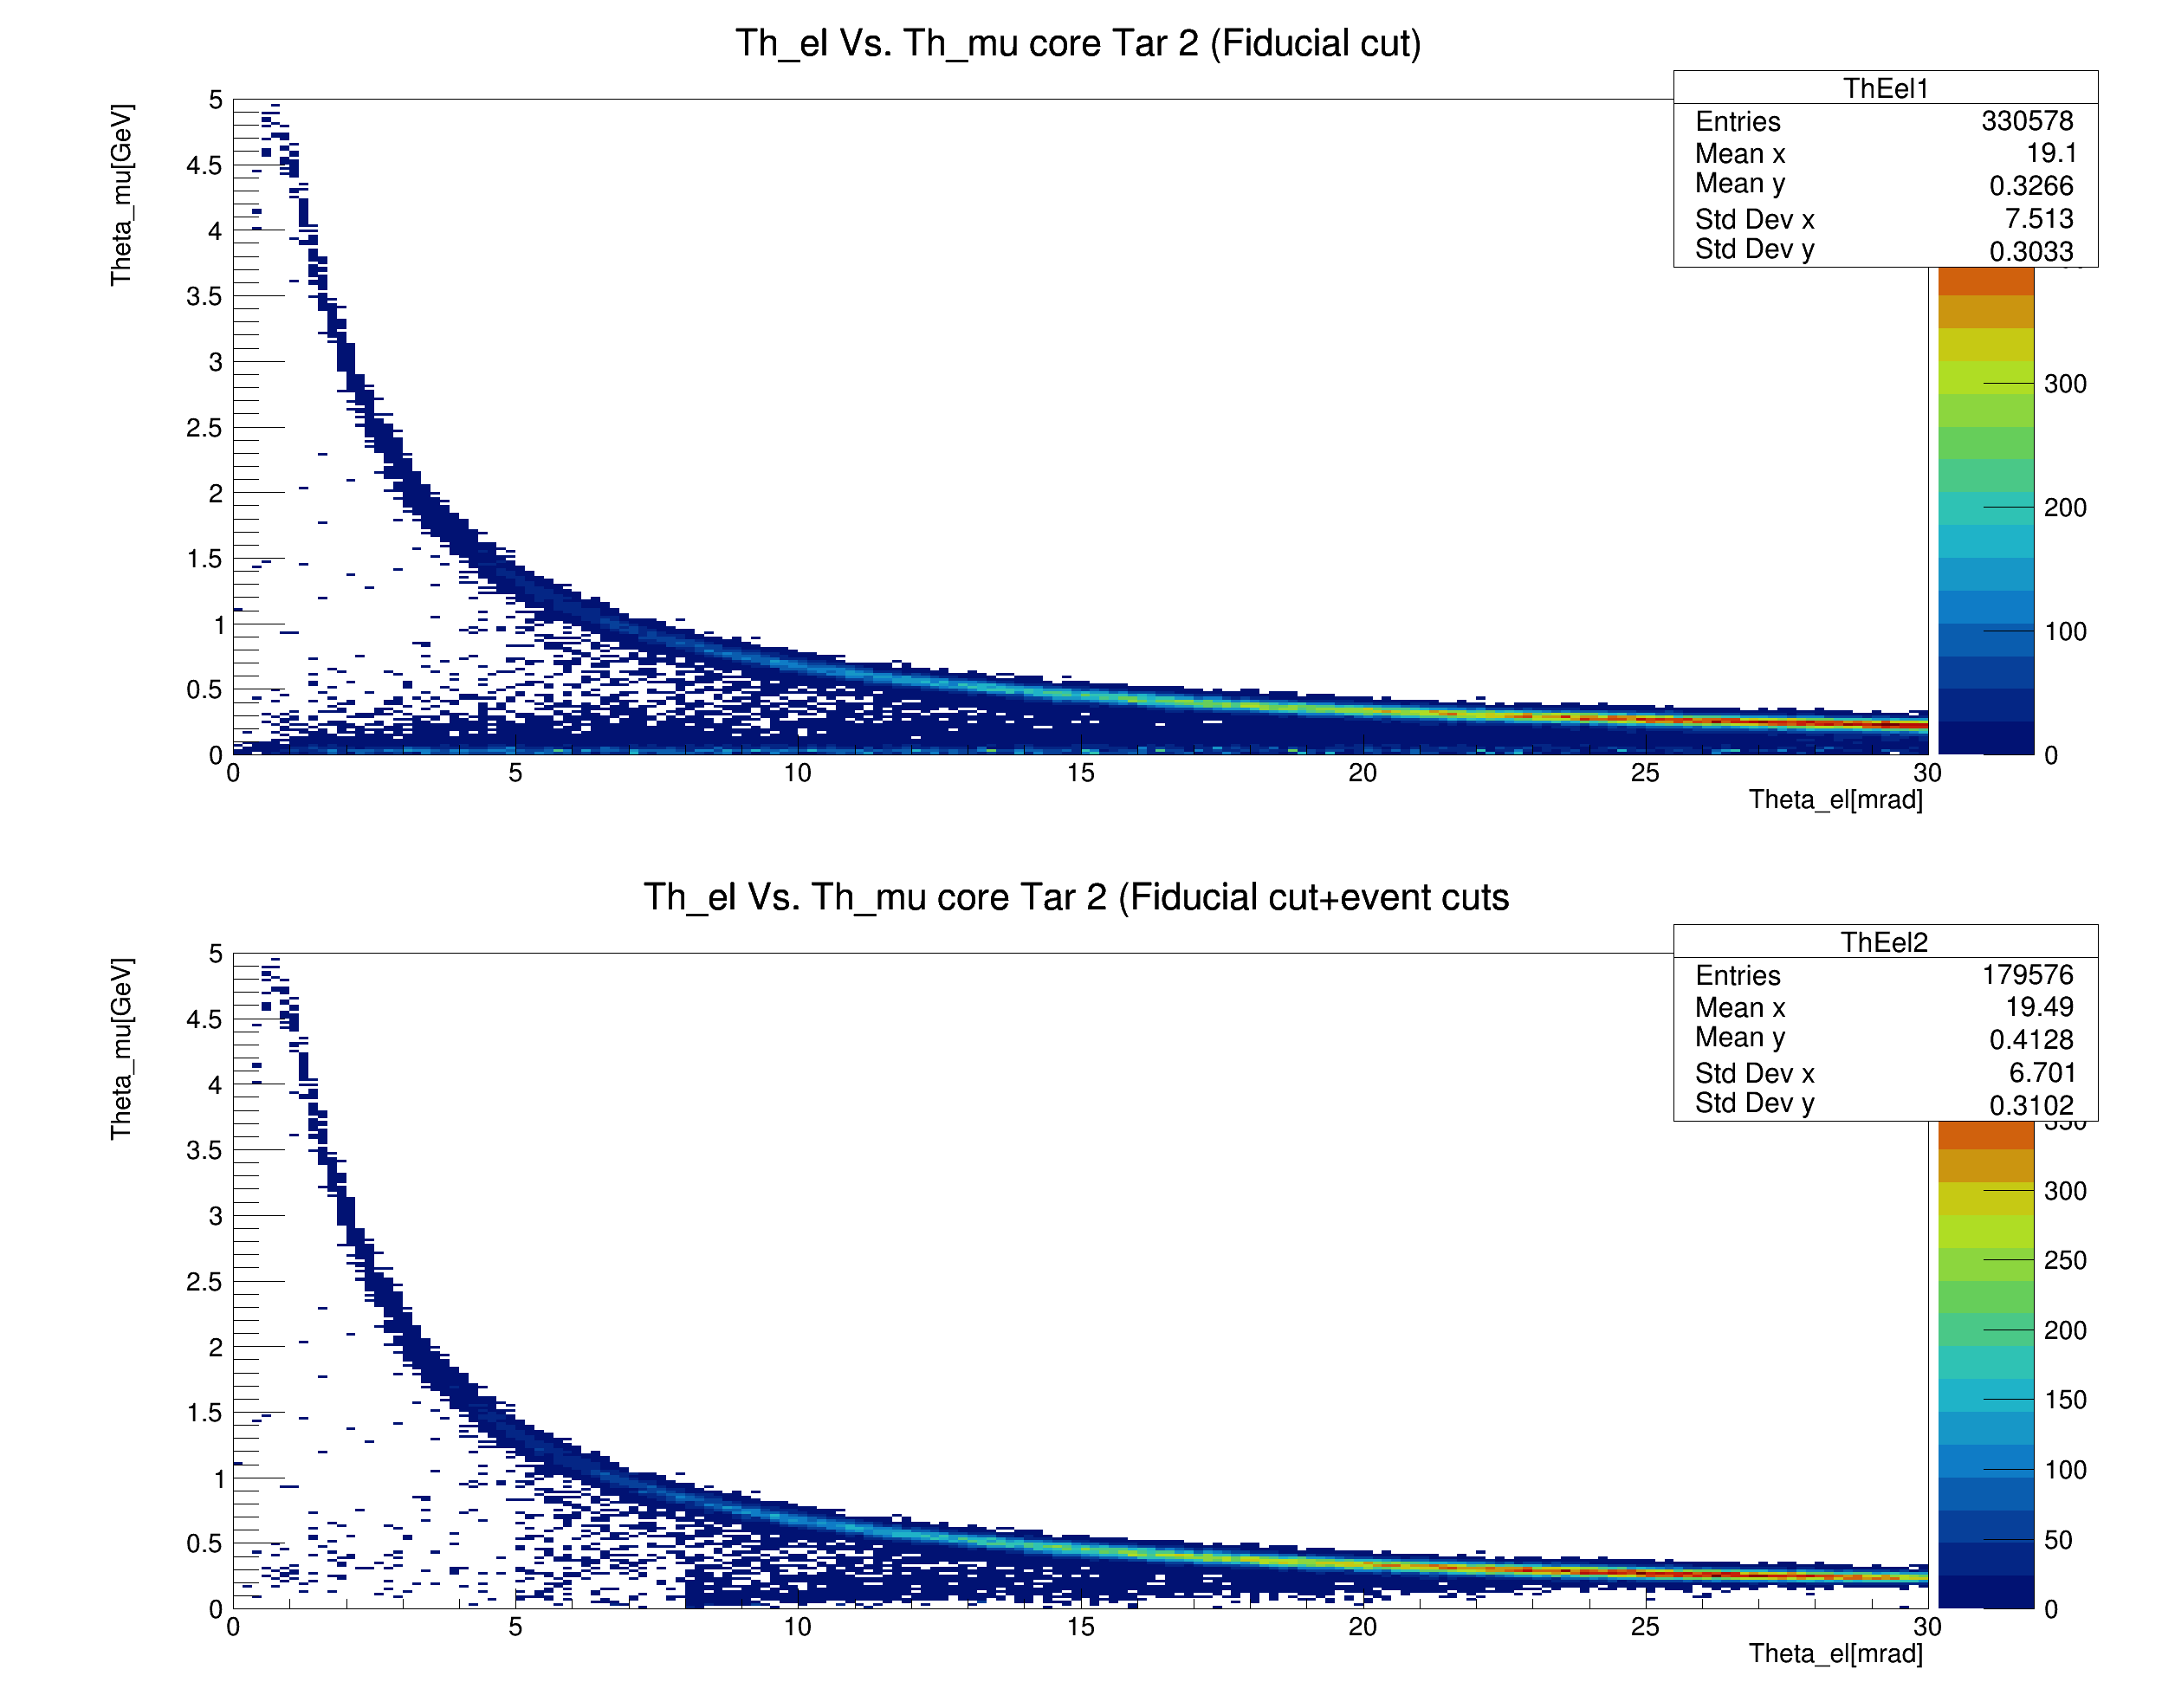 Th_el Vs. Th_mu core Tar 2 (Fiducial cut)
ThEel1
Entries 330578
Mean x 19.1
Mean y 0.3266
Std Dev x 7.513
Std Dev y 0.3033
Theta_mu[GeV]
5
4.5
4
3.5
3
2.5
2
1.5
1
0.5
0
0 5 10 15 20 25 30
Theta_el[mrad]
300
200
100
0
Th_el Vs. Th_mu core Tar 2 (Fiducial cut+event cuts
ThEel2
Entries 179576
Mean x 19.49
Mean y 0.4128
Std Dev x 6.701
Std Dev y 0.3102
Theta_mu[GeV]
5
4.5
4
3.5
3
2.5
2
1.5
1
0.5
0
0 5 10 15 20 25 30
Theta_el[mrad]
350
300
250
200
150
100
50
0